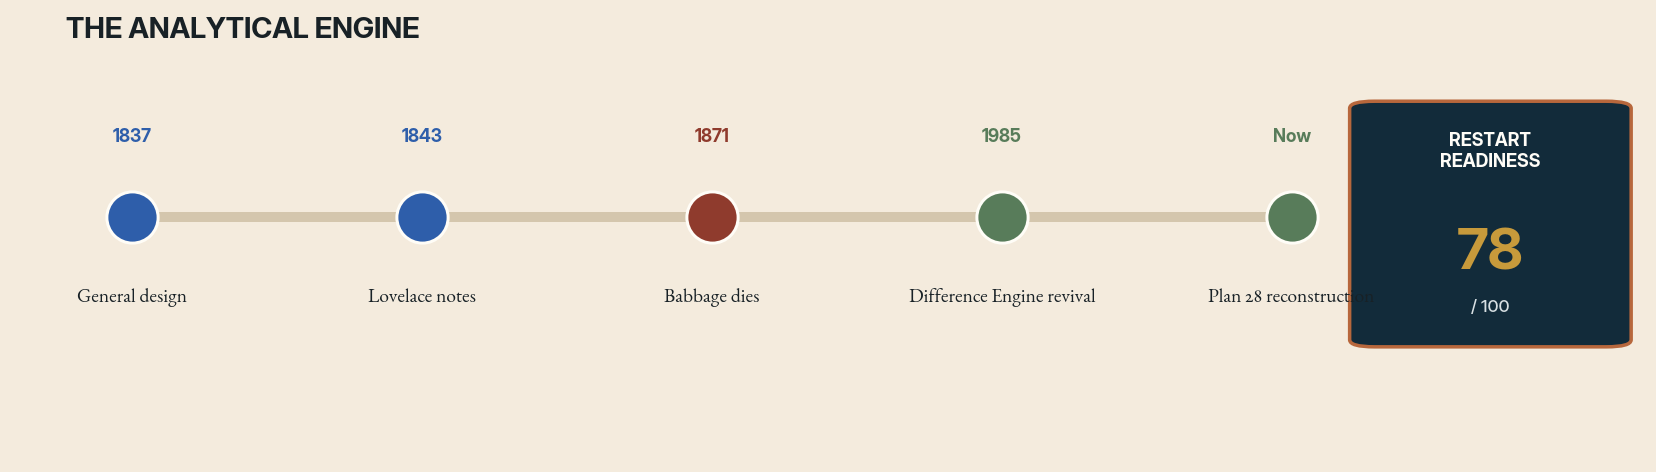 THE ANALYTICAL ENGINE
1837
1843
1871
1985
Now
General design
Lovelace notes
Babbage dies
Difference Engine revival
Plan 28 reconstruction
RESTART
READINESS
78
/ 100